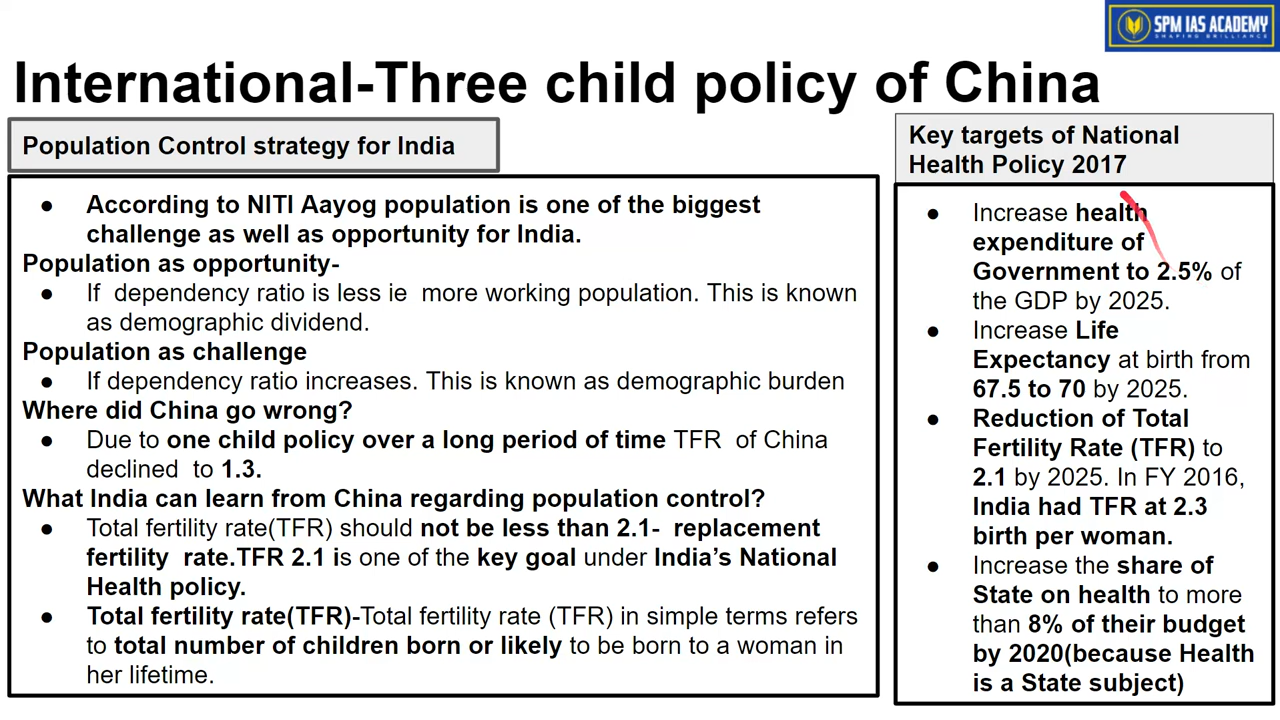 SPM IAS ACADEMY
SHAPING BRILLIANCE
International-Three child policy of China
Population Control strategy for India
● According to NITI Aayog population is one of the biggest
challenge as well as opportunity for India.
Population as opportunity-
● If dependency ratio is less ie more working population. This is known
as demographic dividend.
Population as challenge
● If dependency ratio increases. This is known as demographic burden
Where did China go wrong?
● Due to one child policy over a long period of time TFR of China
declined to 1.3.
What India can learn from China regarding population control?
● Total fertility rate(TFR) should not be less than 2.1- replacement
fertility rate.TFR 2.1 is one of the key goal under India's National
Health policy.
● Total fertility rate(TFR)-Total fertility rate (TFR) in simple terms refers
to total number of children born or likely to be born to a woman in
her lifetime.
Key targets of National
Health Policy 2017
● Increase health
expenditure of
Government to 2.5% of
the GDP by 2025.
● Increase Life
Expectancy at birth from
67.5 to 70 by 2025.
● Reduction of Total
Fertility Rate (TFR) to
2.1 by 2025. In FY 2016,
India had TFR at 2.3
birth per woman.
● Increase the share of
State on health to more
than 8% of their budget
by 2020(because Health
is a State subject)